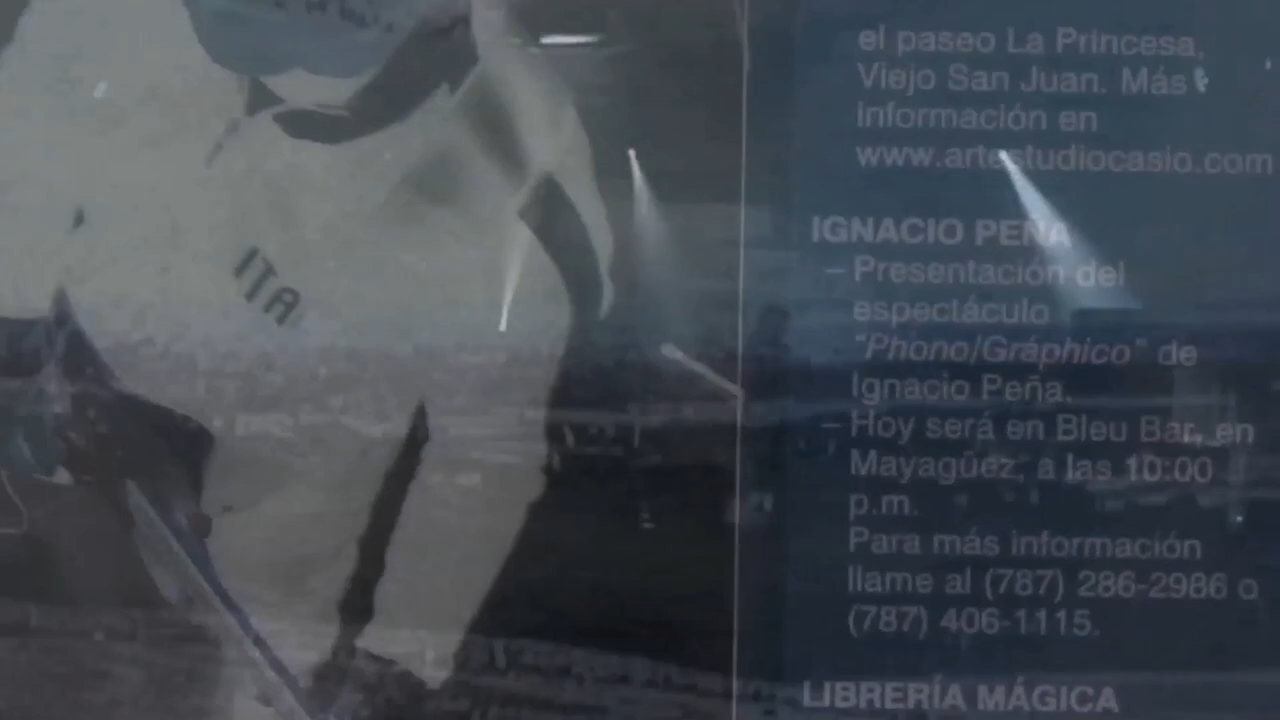 ITA
el paseo La Princesa,
Viejo San Juan. Más
Información en
www.artestudiocasio.com
IGNACIO PEÑA
– Presentación del
espectáculo
"Phono/Gráphico" de
Ignacio Peña.
– Hoy será en Bleu Bar, en
Mayagüez, a las 10:00
p.m.
Para más información
llame al (787) 286-2986 o
(787) 406-1115.
LIBRERÍA MÁGICA